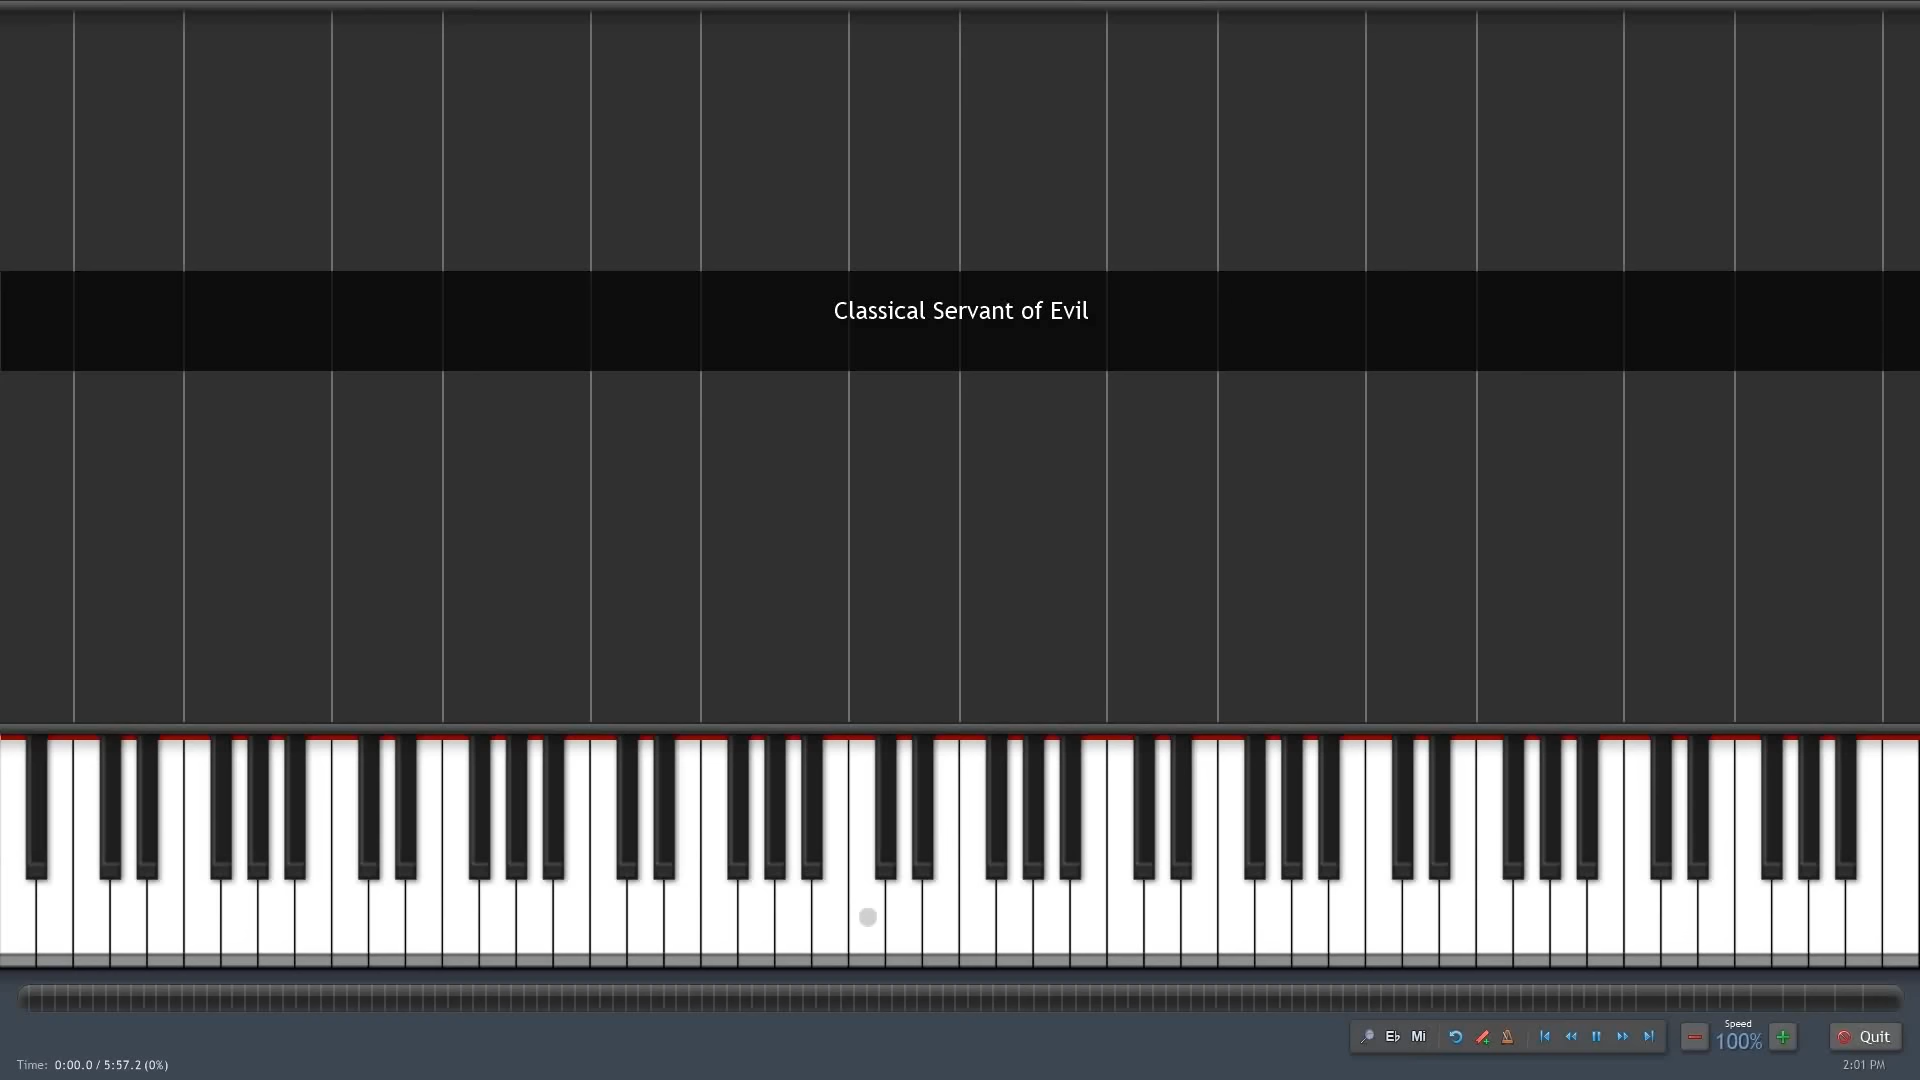 Classical Servant of Evil
E♭ Mi
Speed
100%
Quit
Time: 0:00.0 / 5:57.2 (0%)
2:01 PM